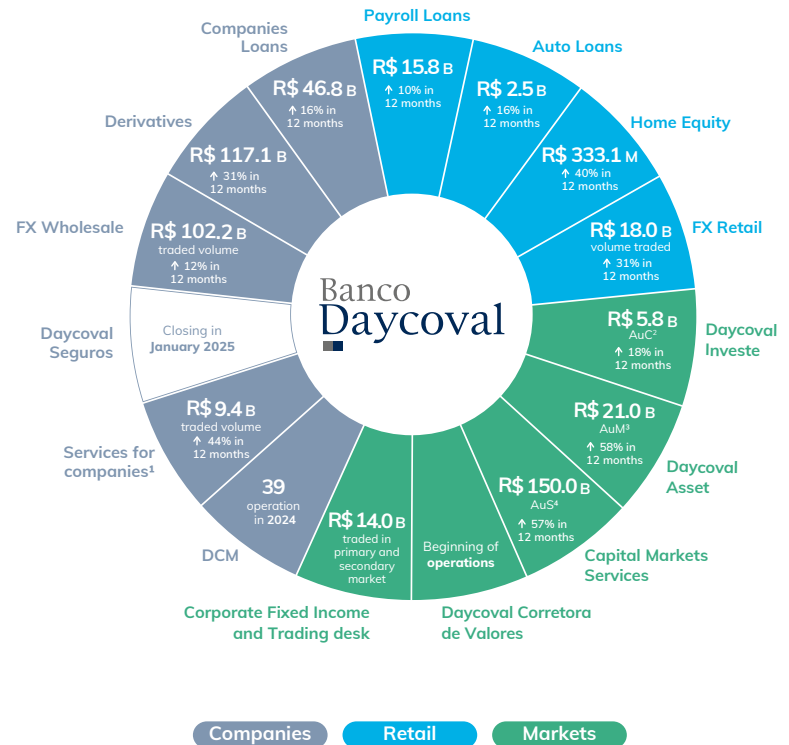 Payroll Loans
R$ 15.8 B
↑ 10% in
12 months
Auto Loans
R$ 2.5 B
↑ 16% in
12 months
Home Equity
R$ 333.1 M
↑ 40% in
12 months
FX Retail
R$ 18.0 B
volume traded
↑ 31% in
12 months
Daycoval
Investe
R$ 5.8 B
AuC²
↑ 18% in
12 months
Daycoval
Asset
R$ 21.0 B
AuM³
↑ 58% in
12 months
Capital Markets
Services
R$ 150.0 B
AuS⁴
↑ 57% in
12 months
Daycoval Corretora
de Valores
Beginning of
operations
Corporate Fixed Income
and Trading desk
R$ 14.0 B
traded in
primary and
secondary
market
DCM
39
operation
in 2024
Services for
companies¹
R$ 9.4 B
traded volume
↑ 44% in
12 months
Daycoval
Seguros
Closing in
January 2025
FX Wholesale
R$ 102.2 B
traded volume
↑ 12% in
12 months
Derivatives
R$ 117.1 B
↑ 31% in
12 months
Companies
Loans
R$ 46.8 B
↑ 16% in
12 months
Banco
Daycoval
Companies
Retail
Markets